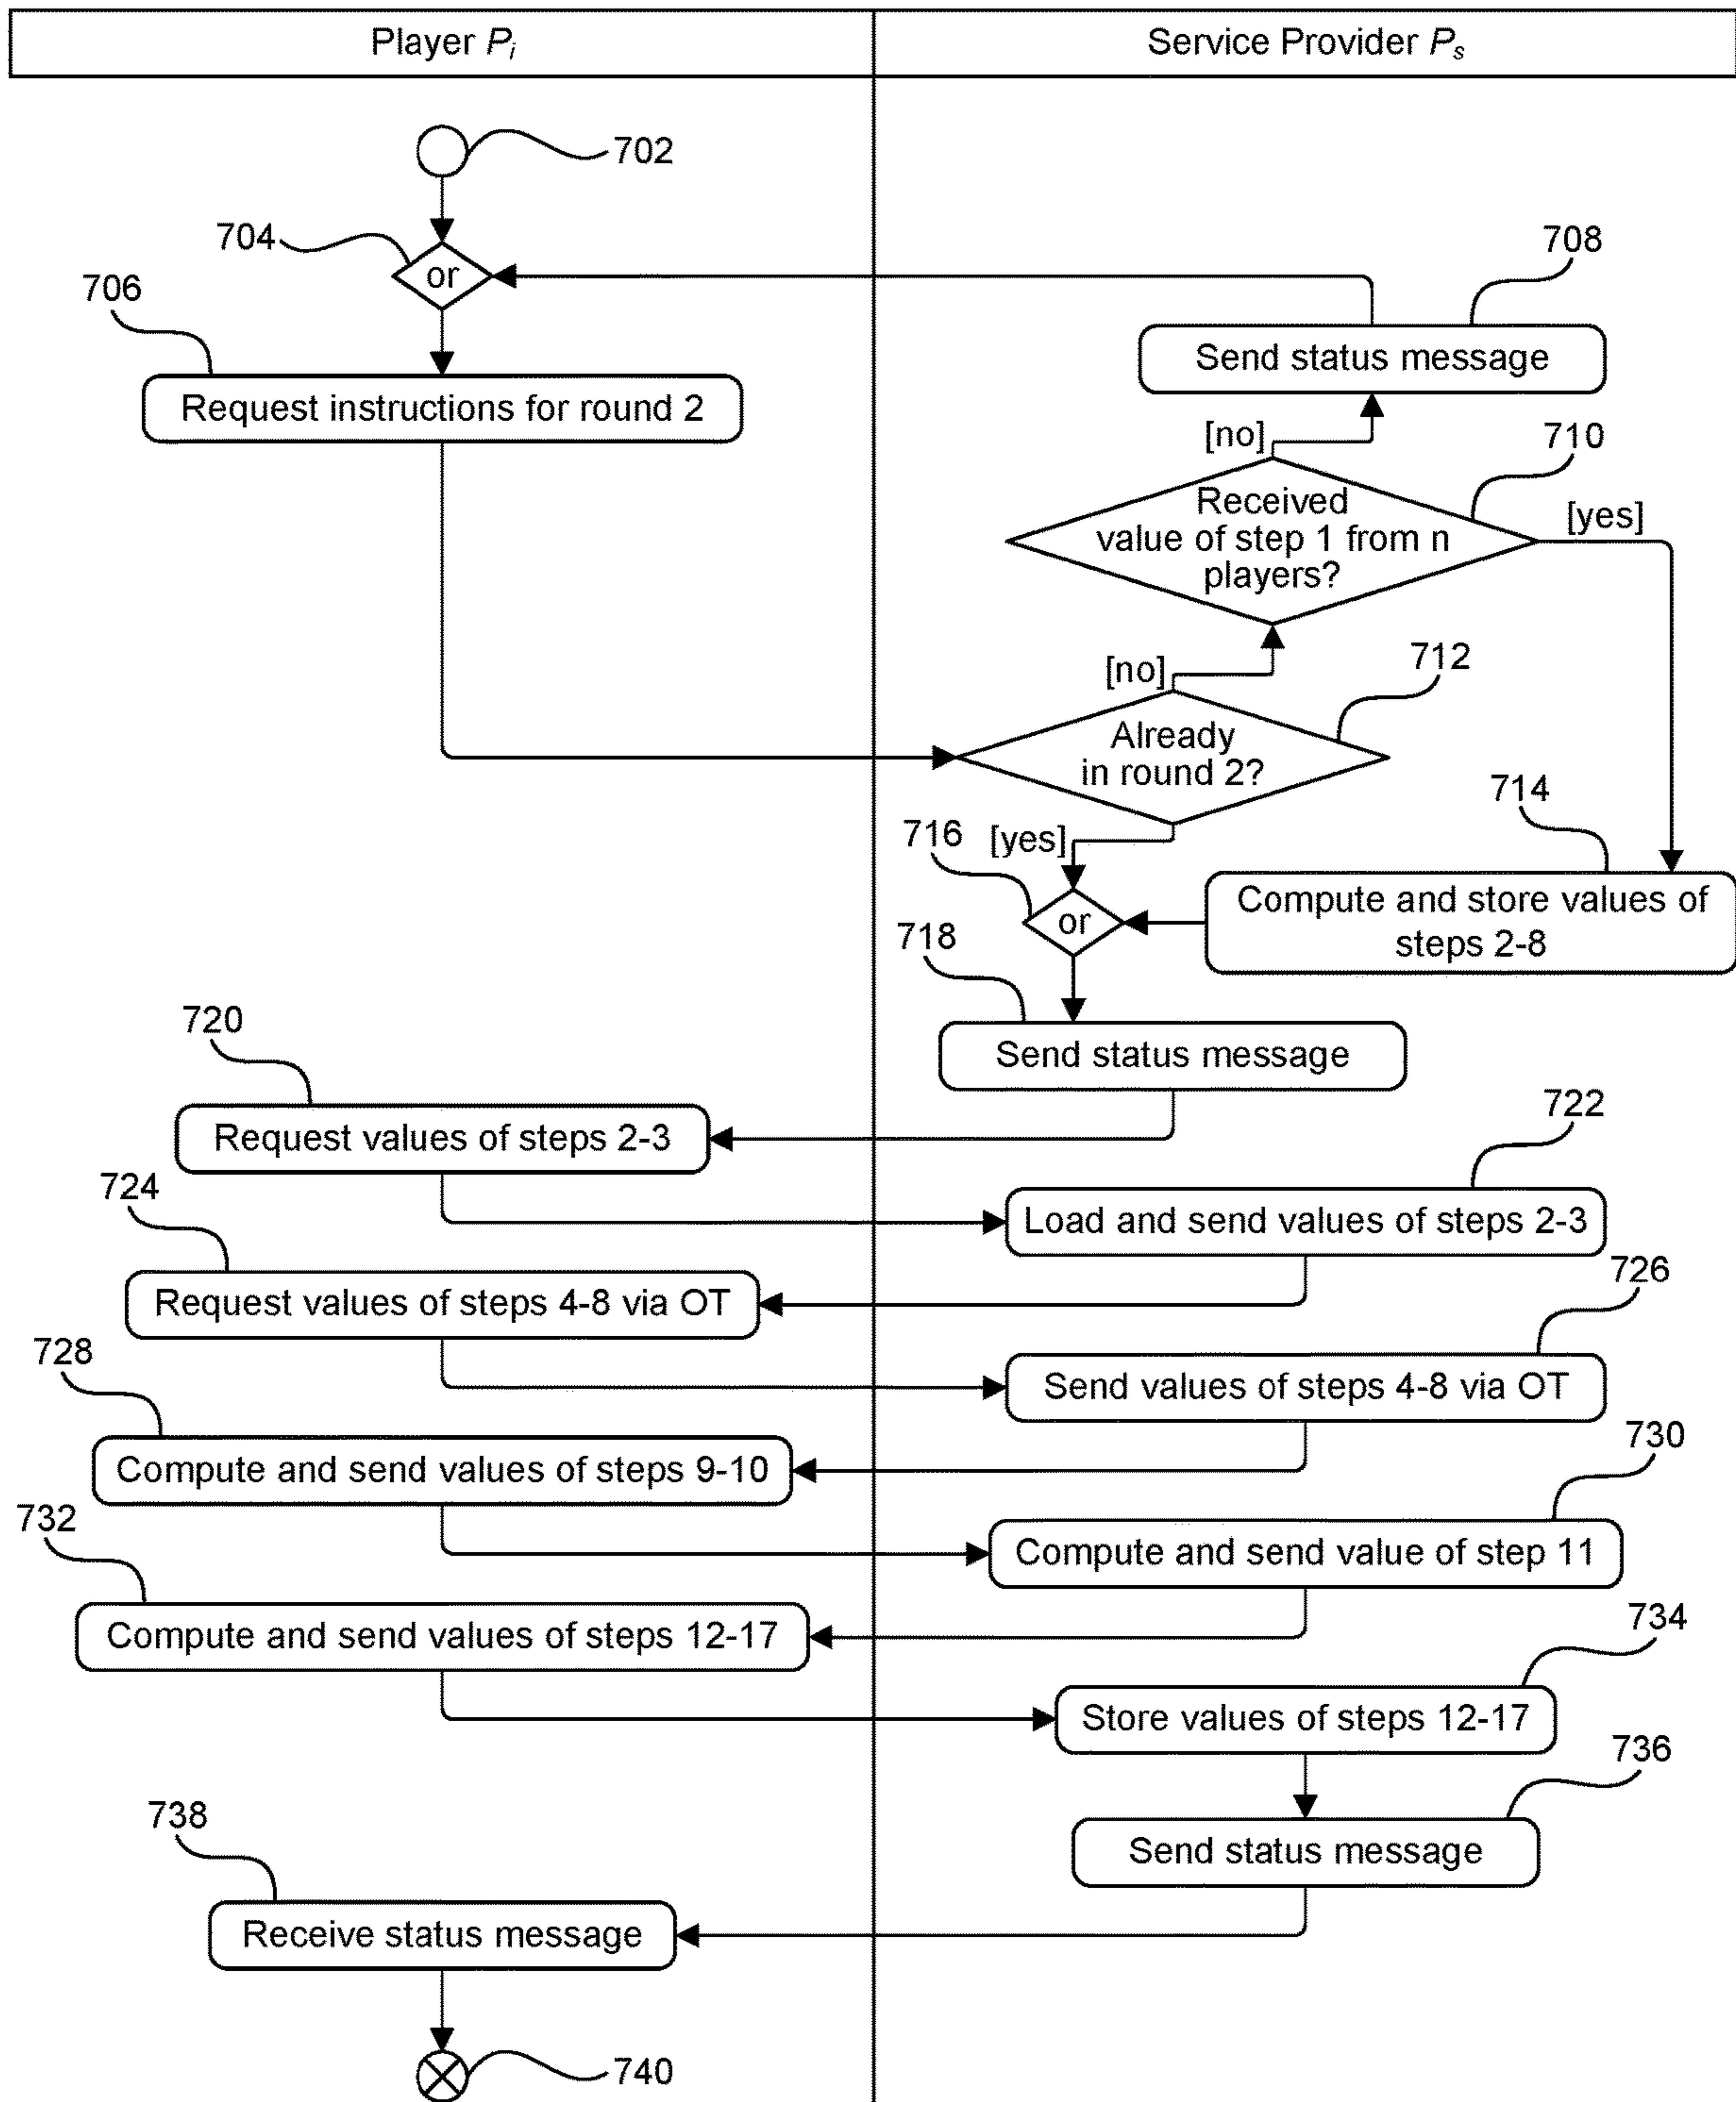 Player Pi
Service Provider Ps
702
704
or
708
706
Send status message
Request instructions for round 2
[no]
710
Received
value of step 1 from n
players?
[yes]
[no]
712
Already
in round 2?
714
716
[yes]
or
Compute and store values of
steps 2-8
718
720
Send status message
722
Request values of steps 2-3
724
Load and send values of steps 2-3
726
Request values of steps 4-8 via OT
728
Send values of steps 4-8 via OT
730
Compute and send values of steps 9-10
732
Compute and send value of step 11
734
Compute and send values of steps 12-17
Store values of steps 12-17
736
738
Send status message
Receive status message
740